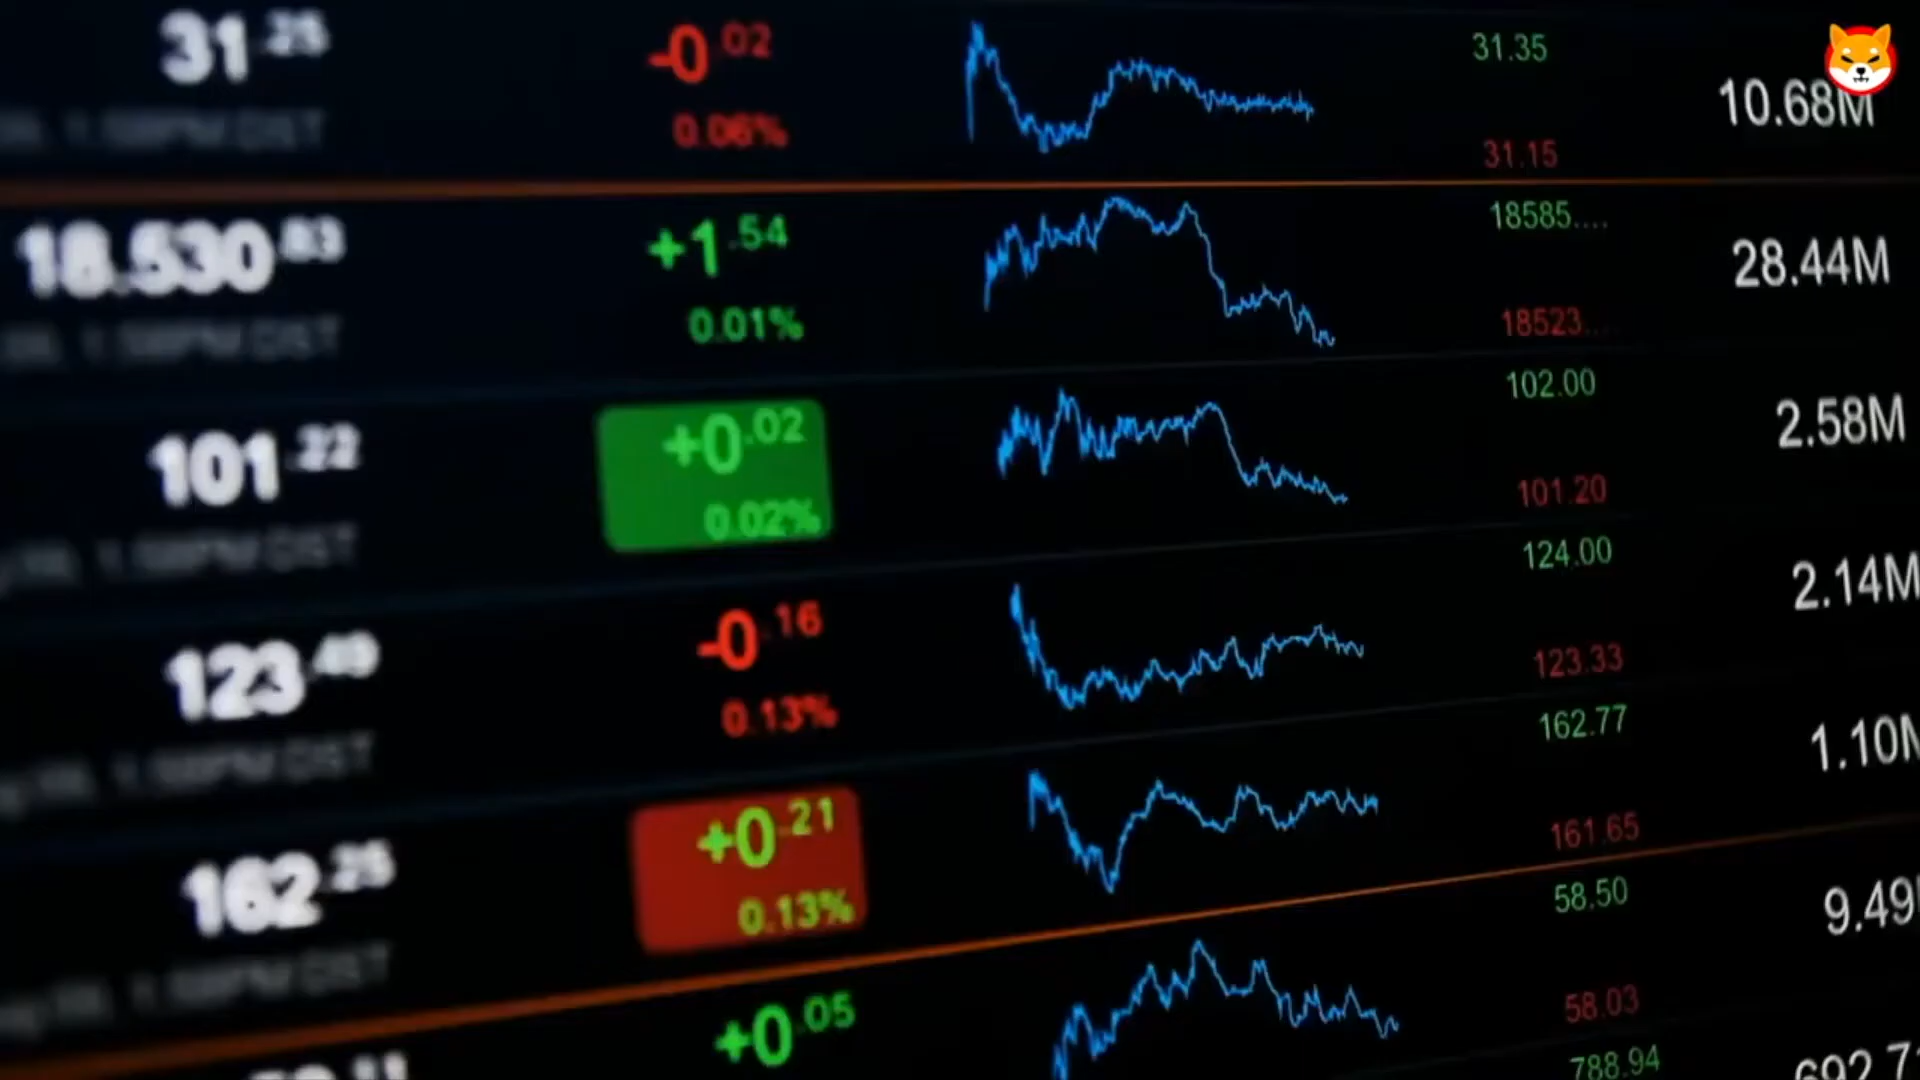 31.25 -0.02 31.35
10.68M
0.06% 31.15
18.530.83 +1.54 18585....
28.44M
0.01% 18523....
101.22 +0.02 102.00
2.58M
0.02% 101.20
123.49 -0.16 124.00
2.14M
0.13% 123.33
162.25 +0.21 162.77
1.10M
0.13% 161.65
+0.05 58.50
9.49
58.03
788.94